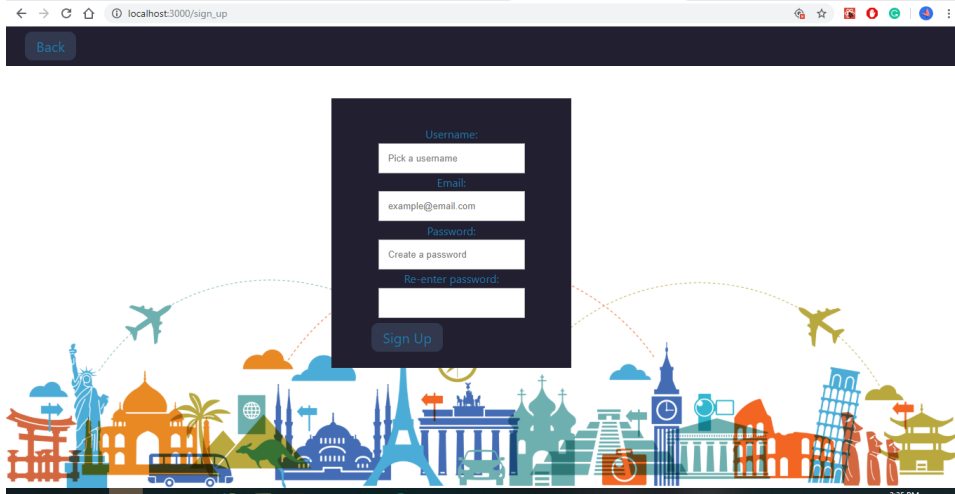 localhost:3000/sign_up
Back
Username:
Pick a username
Email:
example@email.com
Password:
Create a password
Re-enter password:
Sign Up